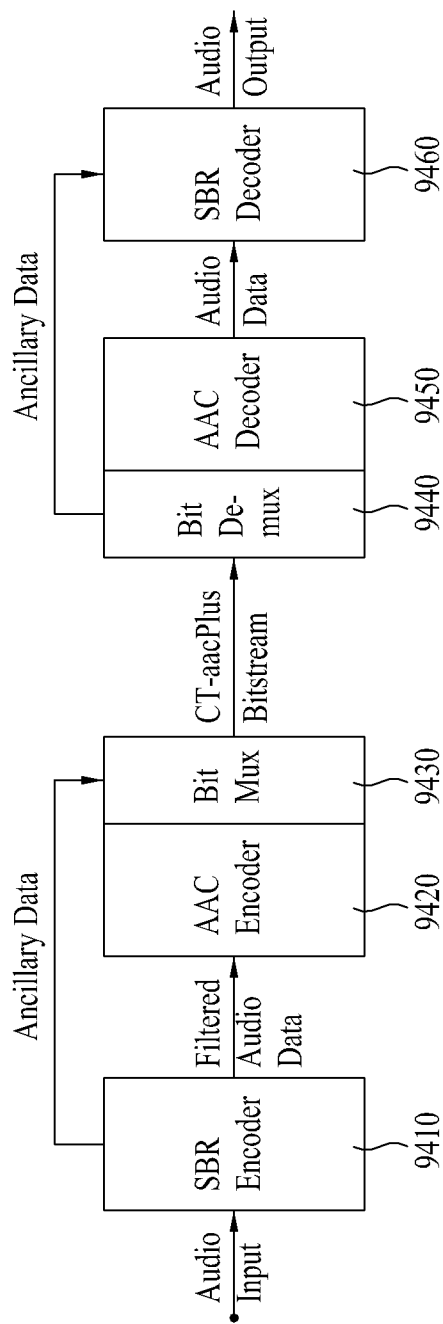 Audio
Input
SBR
Encoder
9410
Ancillary Data
Filtered
Audio
Data
AAC
Encoder
9420
Bit
Mux
9430
CT-aacPlus
Bitstream
Bit
De-
mux
9440
AAC
Decoder
9450
Ancillary Data
Audio
Data
SBR
Decoder
9460
Audio
Output